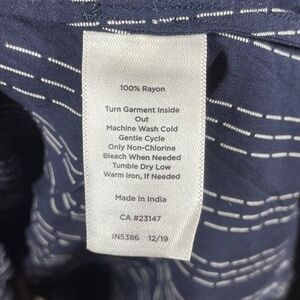 100% Rayon
Turn Garment Inside
Out
Machine Wash Cold
Gentle Cycle
Only Non-Chlorine
Bleach When Needed
Tumble Dry Low
Warm Iron, If Needed
Made in India
CA #23147
IN5386 12/19